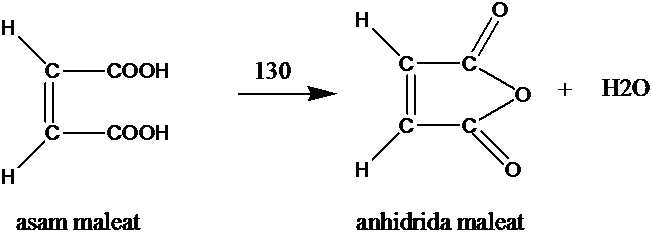 H
C COOH
C COOH
H
asam maleat
130
H
O
C C
O
C C
H
O
anhidrida maleat
+ H2O